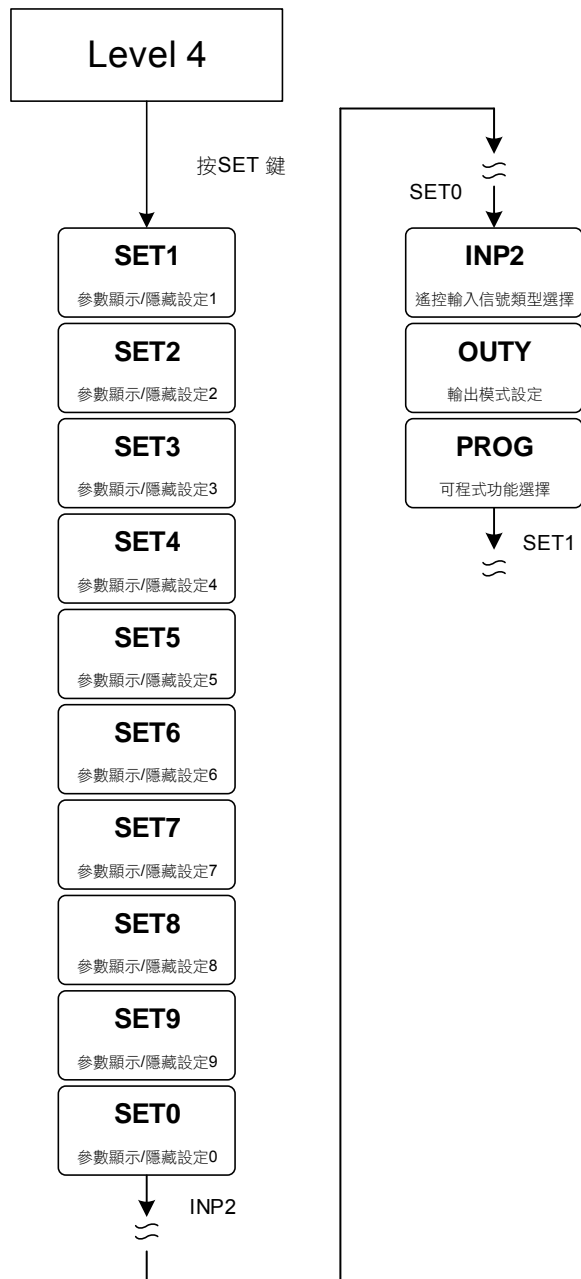 Level 4
按SET 鍵
SET1
參數顯示/隱藏設定1
SET2
參數顯示/隱藏設定2
SET3
參數顯示/隱藏設定3
SET4
參數顯示/隱藏設定4
SET5
參數顯示/隱藏設定5
SET6
參數顯示/隱藏設定6
SET7
參數顯示/隱藏設定7
SET8
參數顯示/隱藏設定8
SET9
參數顯示/隱藏設定9
SET0
參數顯示/隱藏設定0
INP2
SET0
INP2
遙控輸入信號類型選擇
OUTY
輸出模式設定
PROG
可程式功能選擇
SET1